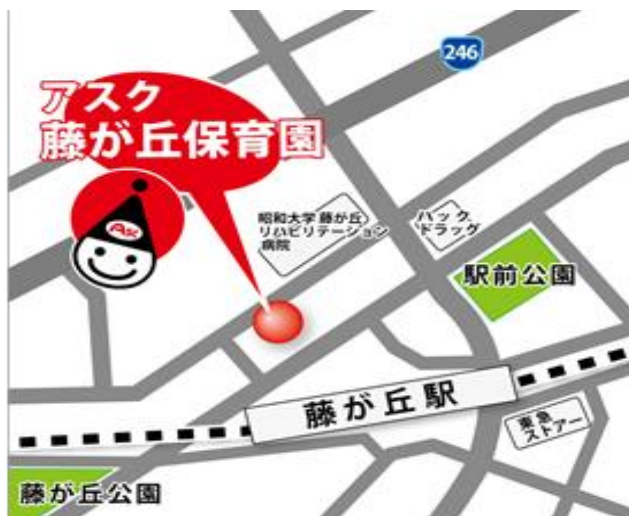 246
アスク
藤が丘保育園
Ask
昭和大学 藤が丘
リハビリテーション
病院
ハック
ドラッグ
駅前公園
藤が丘駅
東急
ストアー
藤が丘公園